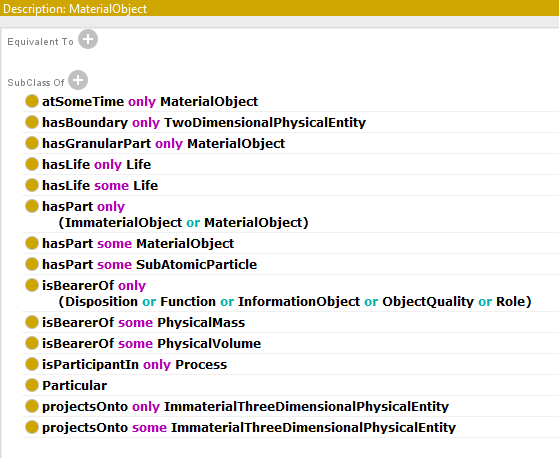 Description: MaterialObject
Equivalent To
SubClass Of
atSomeTime only MaterialObject
hasBoundary only TwoDimensionalPhysicalEntity
hasGranularPart only MaterialObject
hasLife only Life
hasLife some Life
hasPart only
(ImmaterialObject or MaterialObject)
hasPart some MaterialObject
hasPart some SubAtomicParticle
isBearerOf only
(Disposition or Function or InformationObject or ObjectQuality or Role)
isBearerOf some PhysicalMass
isBearerOf some PhysicalVolume
isParticipantIn only Process
Particular
projectsOnto only ImmaterialThreeDimensionalPhysicalEntity
projectsOnto some ImmaterialThreeDimensionalPhysicalEntity